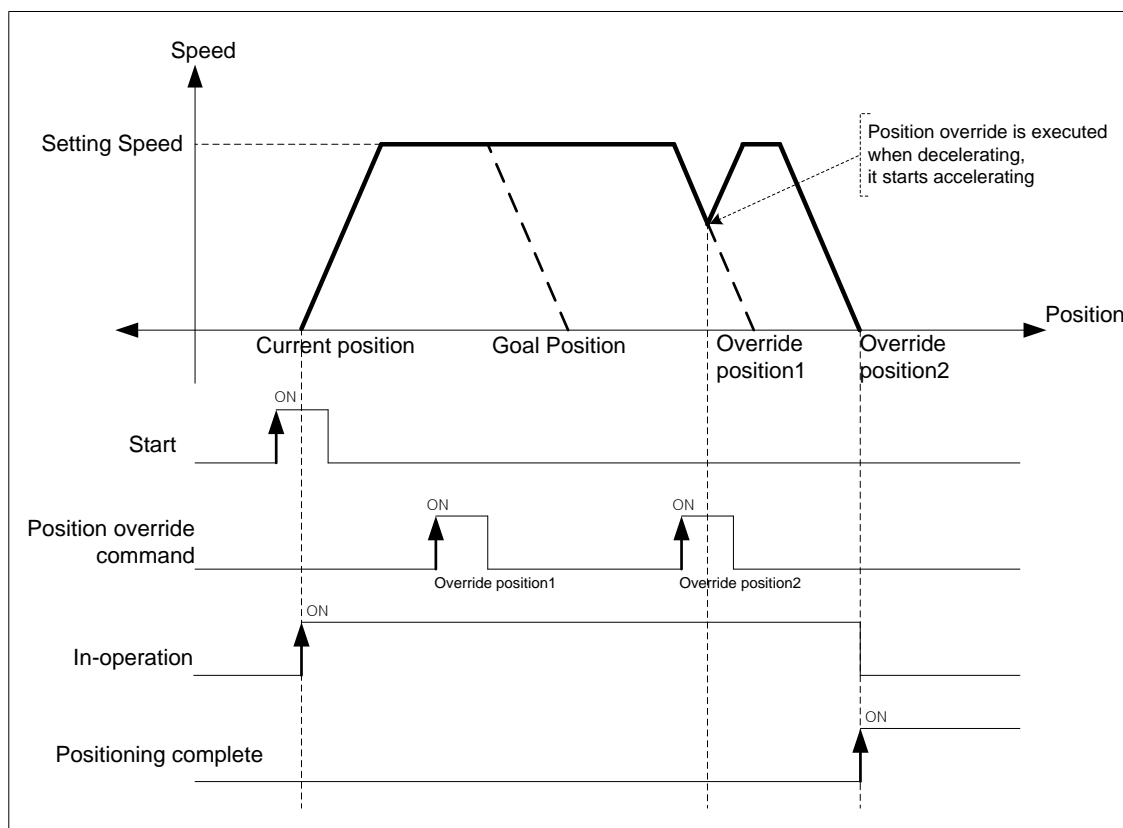 Speed
Setting Speed
Position override is executed
when decelerating,
it starts accelerating
Position
Current position
Goal Position
Override
position1
Override
position2
ON
Start
ON
ON
Position override
command
Override position1
Override position2
ON
In-operation
ON
Positioning complete